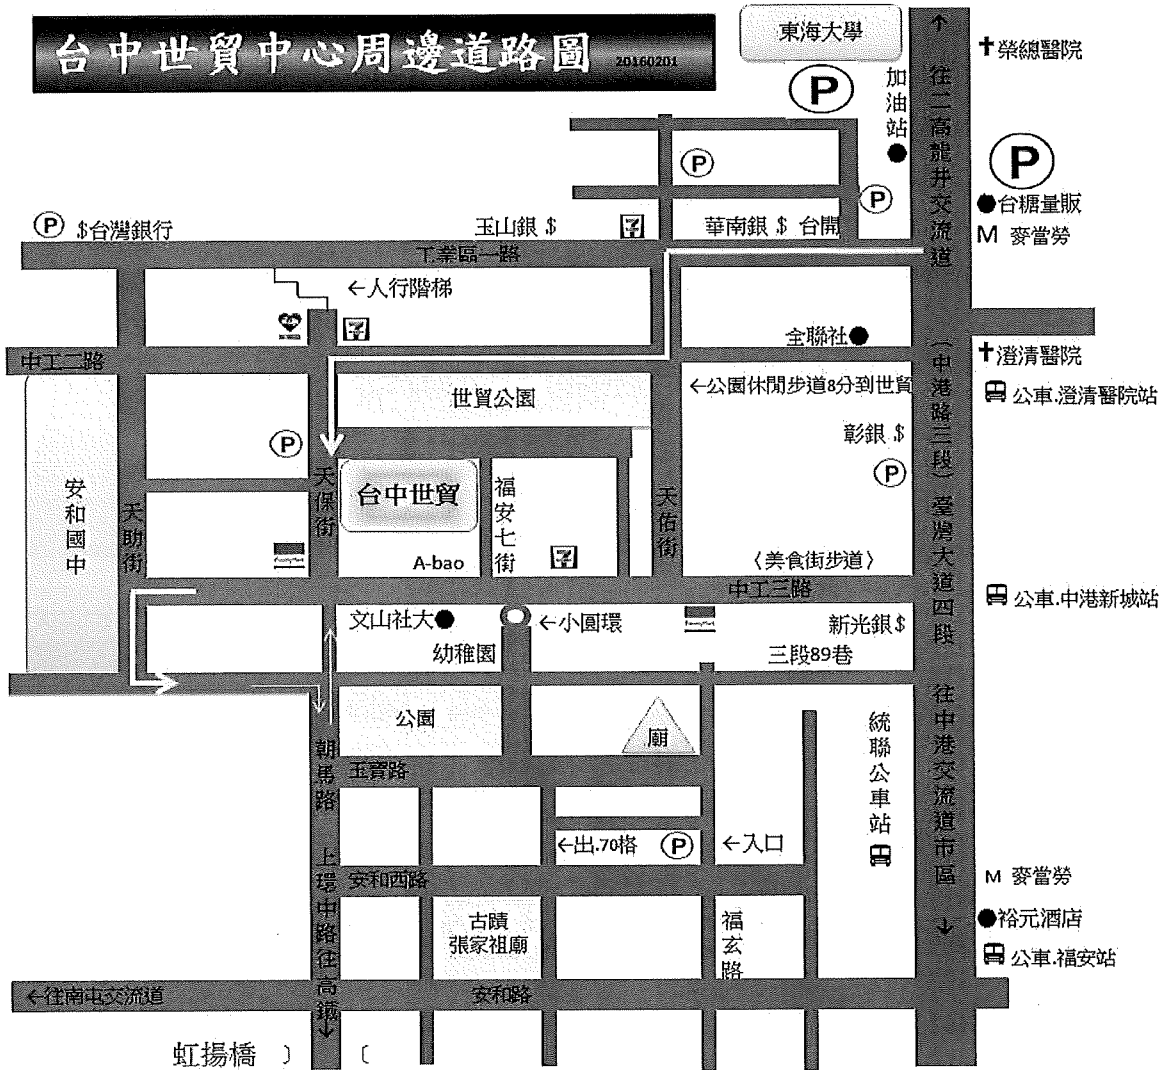 台中世貿中心周邊道路圖 20160201
東海大學
P
加油站
往二高龍井交流道
榮總醫院
P
台糖量販
M 麥當勞
P
P
P $台灣銀行
玉山銀 $
7
華南銀 $ 台開
工業區一路
←人行階梯
7
全聯社
中工二路
澄清醫院
公車.澄清醫院站
←公園休閒步道8分到世貿
世貿公園
(中港路三段)臺灣大道四段
彰銀 $
P
P
安和國中
天助街
天保街
台中世貿
福安七街
天佑街
7
A-bao
〈美食街步道〉
中工三路
公車.中港新城站
文山社大
←小圓環
新光銀$
幼稚園
三段89巷
公園
廟
統聯公車站
往中港交流道市區
朝馬路
玉寶路
←出.70格
P
←入口
上環中路往高鐵
安和西路
M 麥當勞
古蹟
張家祖廟
福玄路
裕元酒店
公車.福安站
←往南屯交流道
安和路
虹揚橋